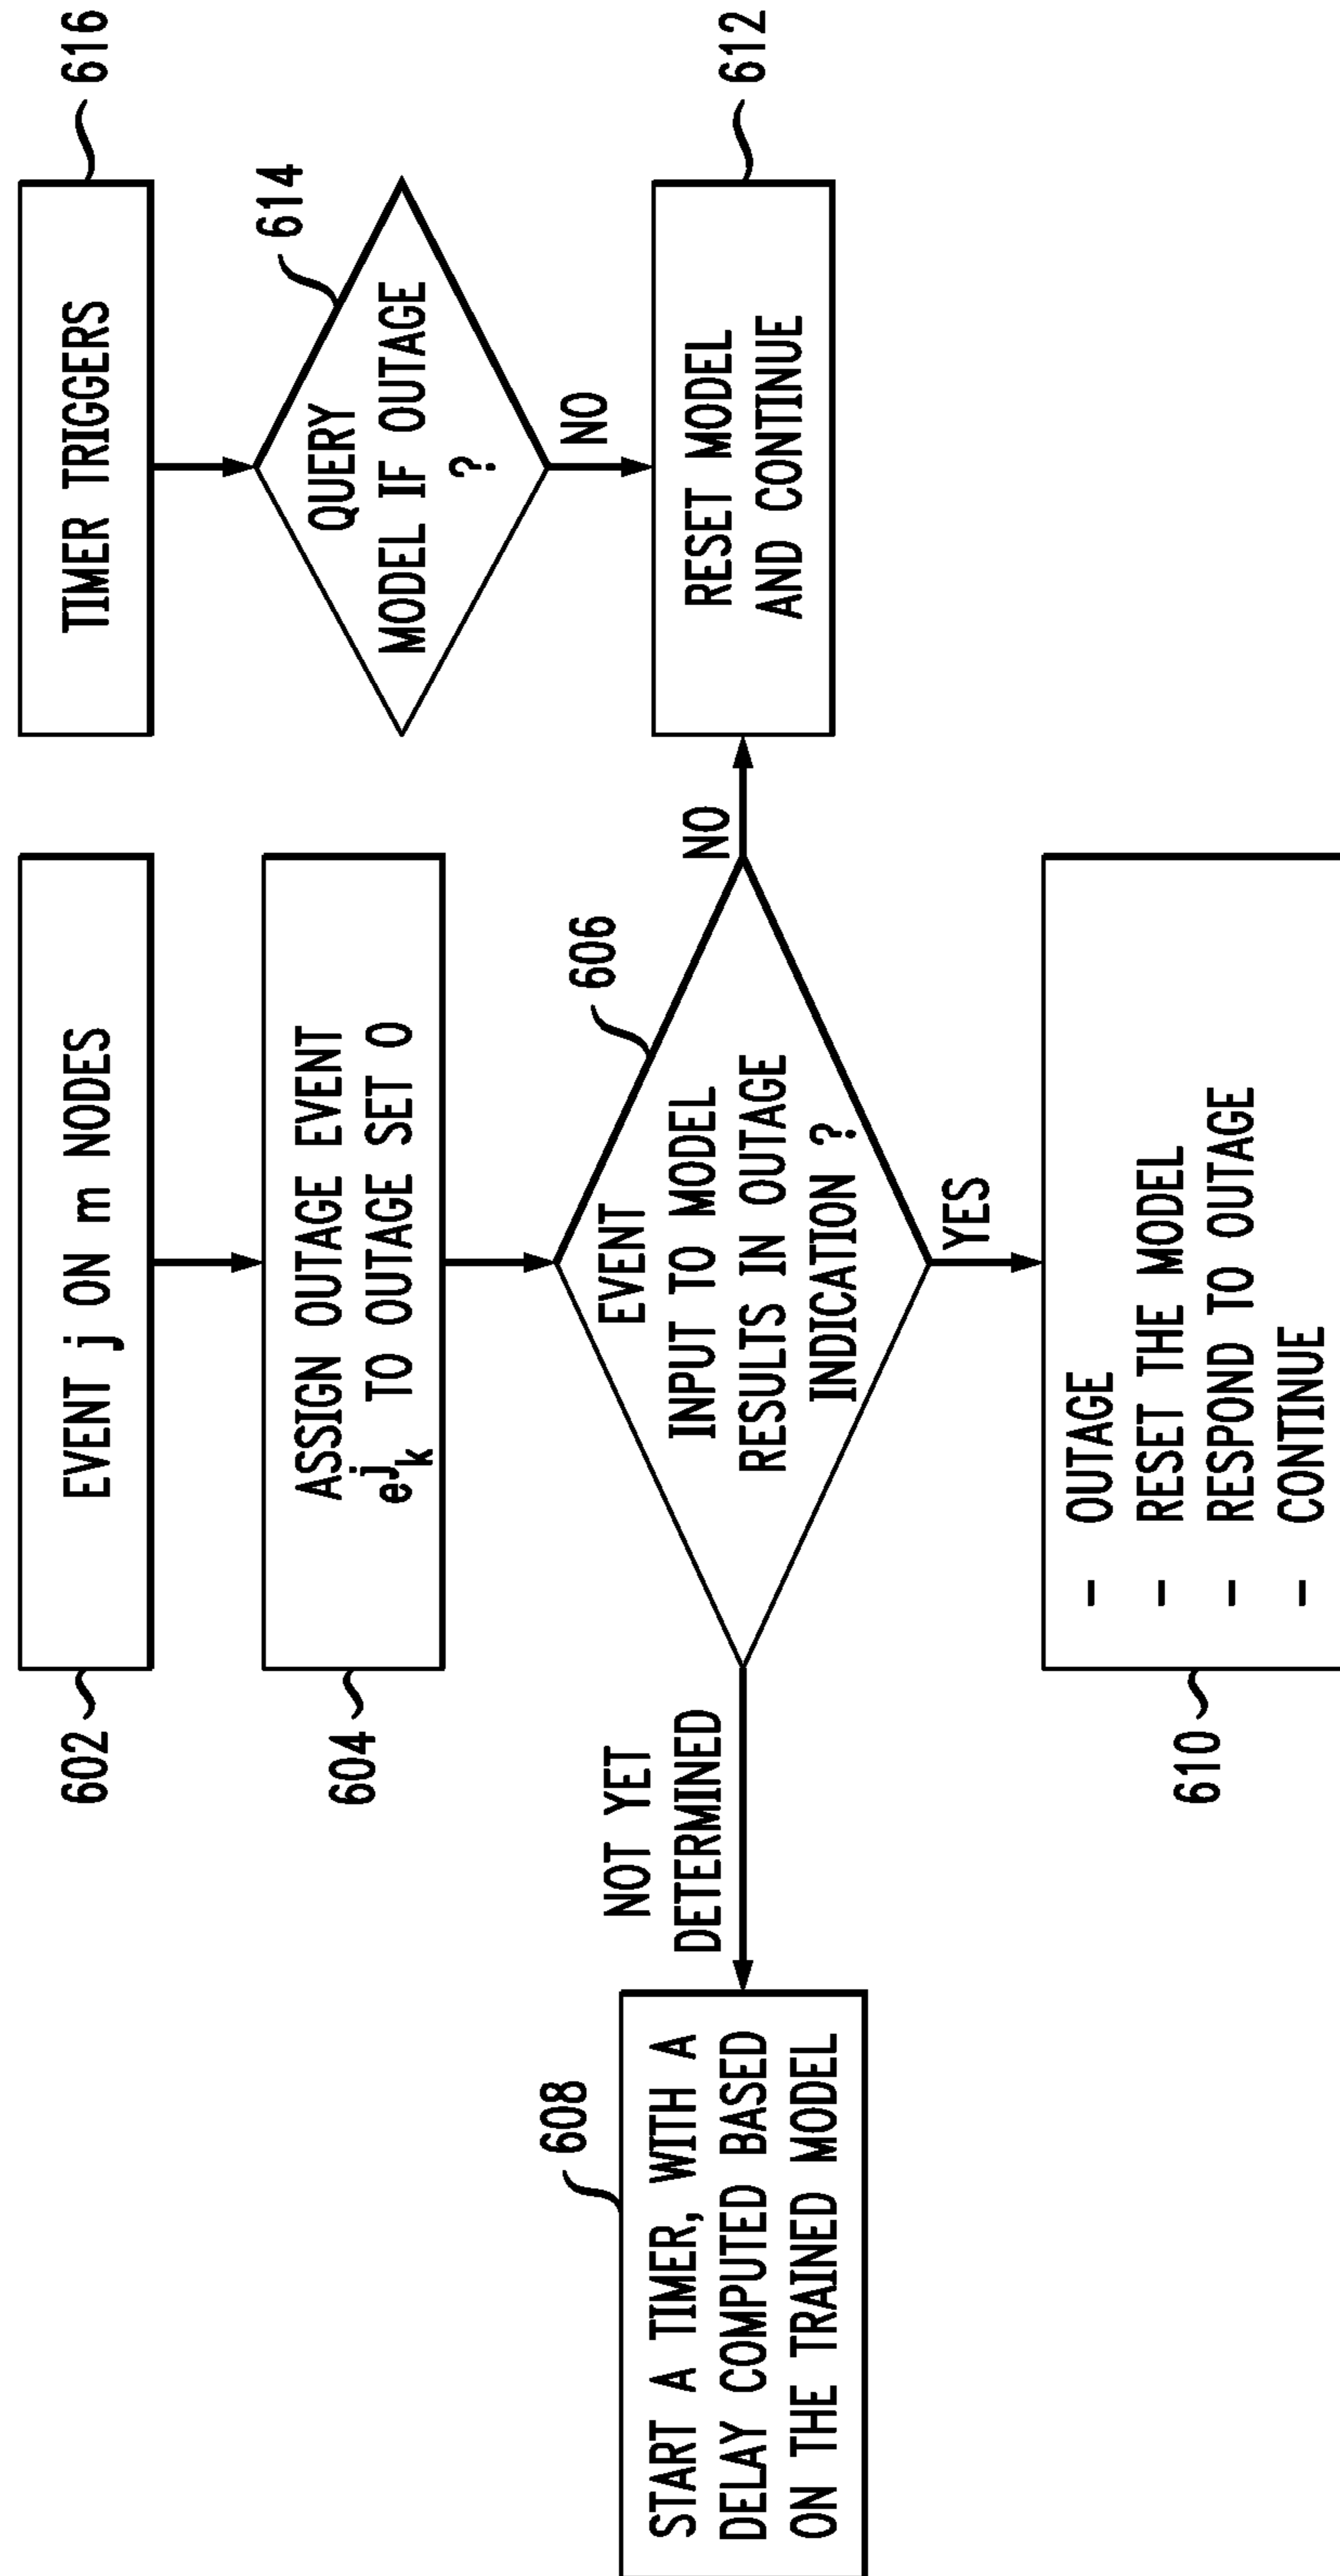 602
EVENT j ON m NODES
604
ASSIGN OUTAGE EVENT
e^j_k TO OUTAGE SET O
606
EVENT
INPUT TO MODEL
RESULTS IN OUTAGE
INDICATION ?
NOT YET
DETERMINED
NO
YES
608
START A TIMER, WITH A
DELAY COMPUTED BASED
ON THE TRAINED MODEL
610
- OUTAGE
- RESET THE MODEL
- RESPOND TO OUTAGE
- CONTINUE
TIMER TRIGGERS
616
614
QUERY
MODEL IF OUTAGE
?
NO
RESET MODEL
AND CONTINUE
612